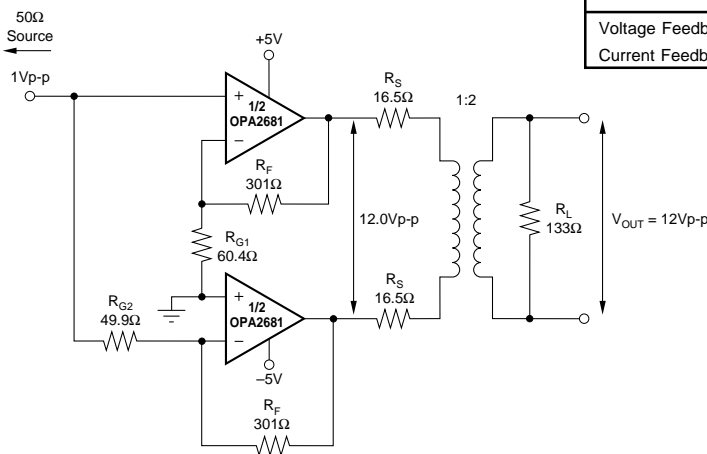 50Ω
Source
1Vp-p
+5V
+
1/2
OPA2681
–
R_F
301Ω
R_G1
60.4Ω
R_G2
49.9Ω
+
1/2
OPA2681
–
–5V
R_F
301Ω
R_S
16.5Ω
12.0Vp-p
R_S
16.5Ω
1:2
R_L
133Ω
V_OUT = 12Vp-p
Voltage Feedb
Current Feedb